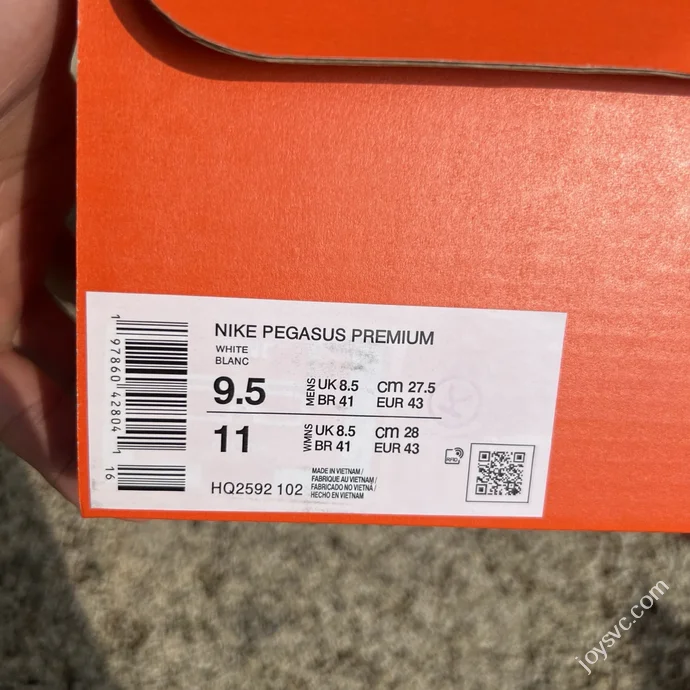 NIKE PEGASUS PREMIUM
WHITE
BLANC
9.5 MENS UK 8.5 cm 27.5
BR 41 EUR 43
11 WMNS UK 8.5 cm 28
BR 41 EUR 43
RFID
HQ2592 102
MADE IN VIETNAM /
FABRIQUE AU VIETNAM /
FABRICADO NO VIETNÃ /
HECHO EN VIETNAM
1 97860 42804 1 16
joysvc.com